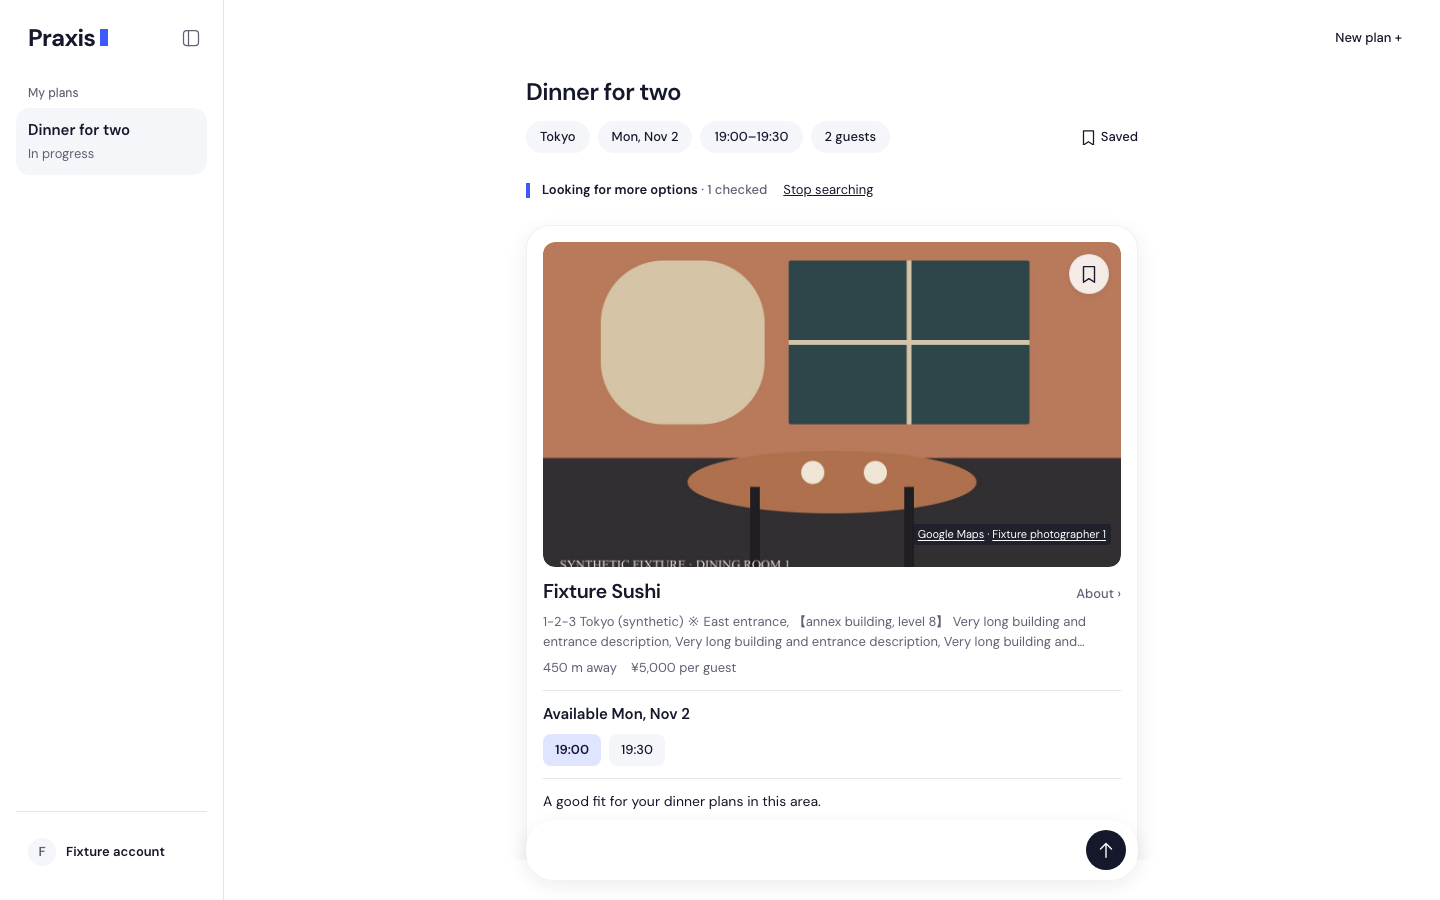 Praxis
New plan +
My plans
Dinner for two
In progress
Dinner for two
Tokyo
Mon, Nov 2
19:00–19:30
2 guests
Saved
Looking for more options · 1 checked
Stop searching
Google Maps · Fixture photographer 1
SYNTHETIC FIXTURE · DINING ROOM 1
Fixture Sushi
About ›
1-2-3 Tokyo (synthetic) ※ East entrance, 【annex building, level 8】 Very long building and
entrance description, Very long building and entrance description, Very long building and…
450 m away
¥5,000 per guest
Available Mon, Nov 2
19:00
19:30
A good fit for your dinner plans in this area.
F
Fixture account